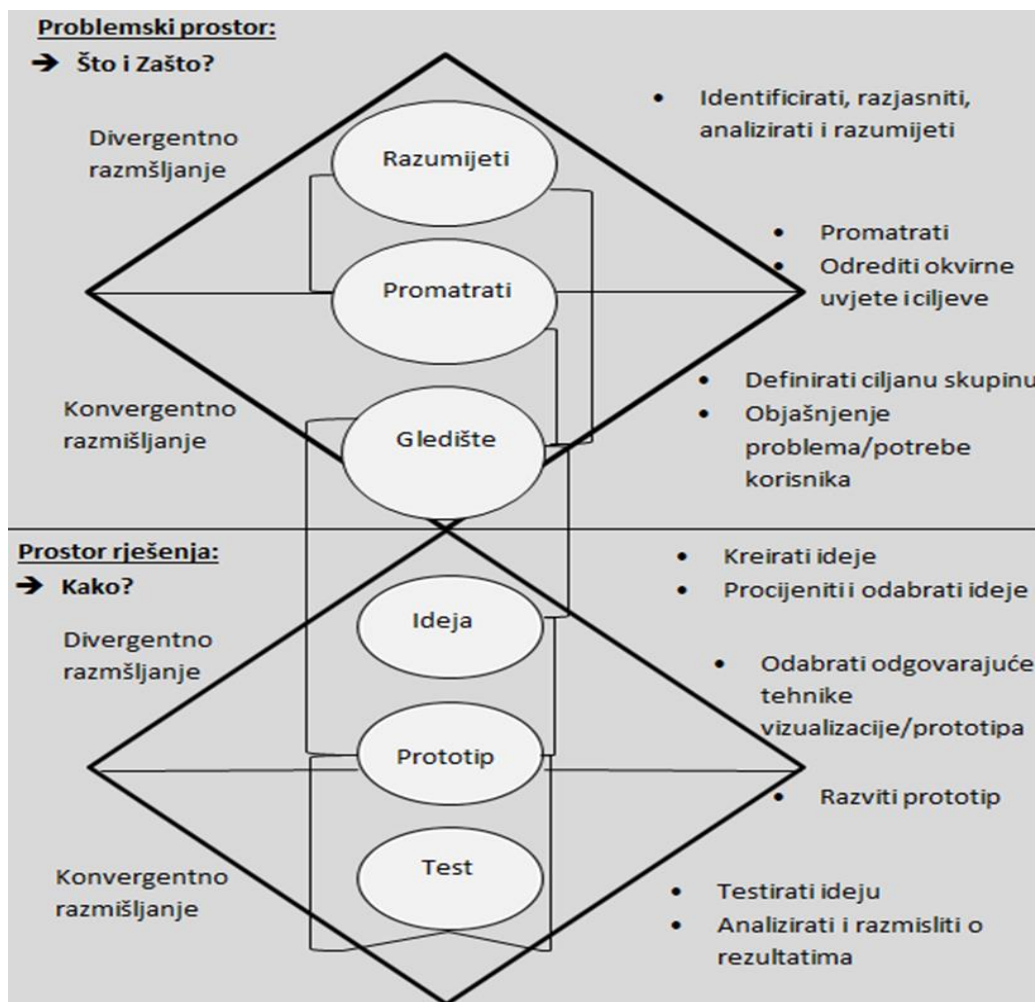 Problemski prostor:
➔ Što i Zašto?
Divergentno
razmšljanje
Razumijeti
• Identificirati, razjasniti,
analizirati i razumijeti
Promatrati
• Promatrati
• Odrediti okvirne
uvjete i ciljeve
Konvergentno
razmišljanje
Gledište
• Definirati ciljanu skupinu
• Objašnjenje
problema/potrebe
korisnika
Prostor rješenja:
➔ Kako?
Divergentno
razmšljanje
Ideja
• Kreirati ideje
• Procijeniti i odabrati ideje
Prototip
• Odabrati odgovarajuće
tehnike
vizualizacije/prototipa
• Razviti prototip
Konvergentno
razmišljanje
Test
• Testirati ideju
• Analizirati i razmisliti o
rezultatima